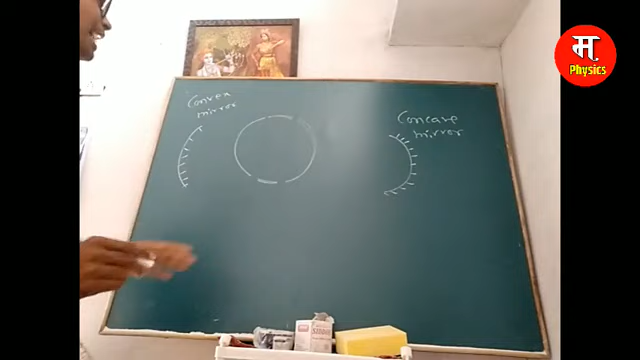 Convex
mirror
Concave
mirror
म
Physics